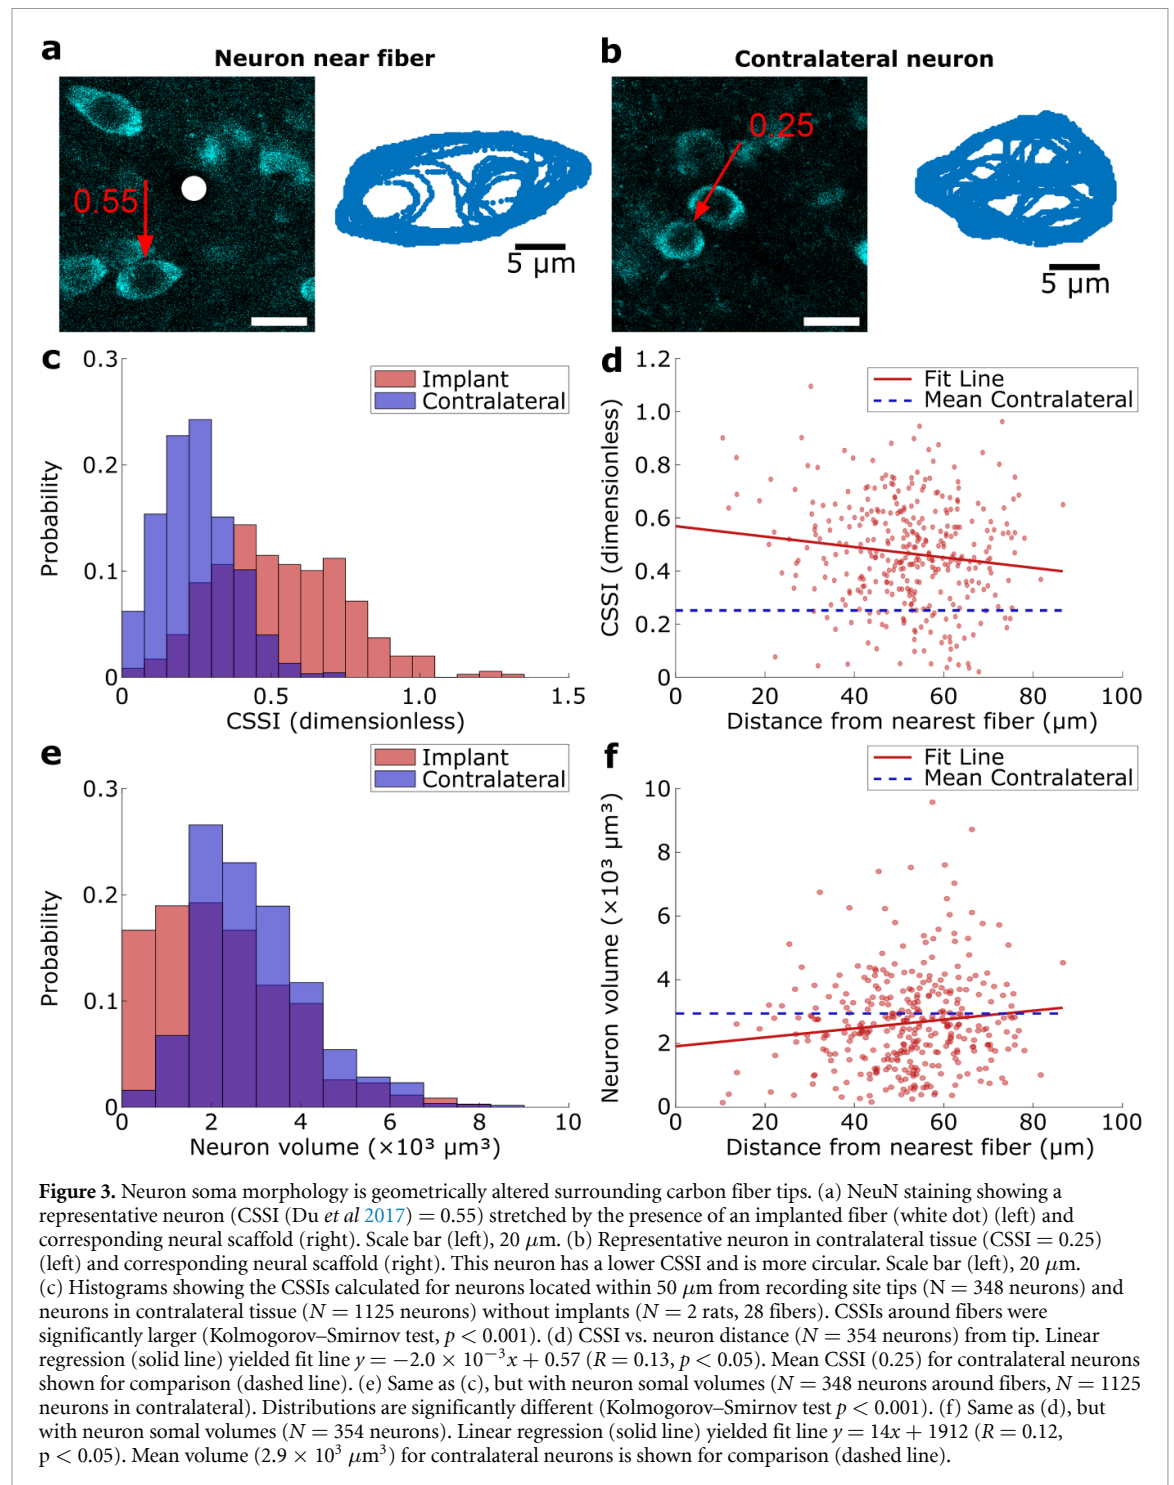 a
Neuron near fiber
0.55
5 μm
b
Contralateral neuron
0.25
5 μm
c
0.3
0.2
0.1
0
Probability
Implant
Contralateral
0
0.5
1.0
1.5
CSSI (dimensionless)
d
1.2
1.0
0.8
0.6
0.4
0.2
0
CSSI (dimensionless)
Fit Line
Mean Contralateral
0
20
40
60
80
100
Distance from nearest fiber (μm)
e
0.3
0.2
0.1
0
Probability
Implant
Contralateral
0
2
4
6
8
10
Neuron volume (×10³ μm³)
f
10
8
6
4
2
0
Neuron volume (×10³ μm³)
Fit Line
Mean Contralateral
0
20
40
60
80
100
Distance from nearest fiber (μm)
Figure 3. Neuron soma morphology is geometrically altered surrounding carbon fiber tips. (a) NeuN staining showing a
representative neuron (CSSI (Du et al 2017) = 0.55) stretched by the presence of an implanted fiber (white dot) (left) and
corresponding neural scaffold (right). Scale bar (left), 20 μm. (b) Representative neuron in contralateral tissue (CSSI = 0.25)
(left) and corresponding neural scaffold (right). This neuron has a lower CSSI and is more circular. Scale bar (left), 20 μm.
(c) Histograms showing the CSSIs calculated for neurons located within 50 μm from recording site tips (N = 348 neurons) and
neurons in contralateral tissue (N = 1125 neurons) without implants (N = 2 rats, 28 fibers). CSSIs around fibers were
significantly larger (Kolmogorov–Smirnov test, p < 0.001). (d) CSSI vs. neuron distance (N = 354 neurons) from tip. Linear
regression (solid line) yielded fit line y = −2.0 × 10⁻³x + 0.57 (R = 0.13, p < 0.05). Mean CSSI (0.25) for contralateral neurons
shown for comparison (dashed line). (e) Same as (c), but with neuron somal volumes (N = 348 neurons around fibers, N = 1125
neurons in contralateral). Distributions are significantly different (Kolmogorov–Smirnov test p < 0.001). (f) Same as (d), but
with neuron somal volumes (N = 354 neurons). Linear regression (solid line) yielded fit line y = 14x + 1912 (R = 0.12,
p < 0.05). Mean volume (2.9 × 10³ μm³) for contralateral neurons is shown for comparison (dashed line).